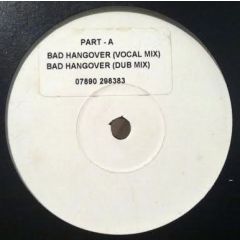 PART - A
BAD HANGOVER (VOCAL MIX)
BAD HANGOVER (DUB MIX)
07890 298383